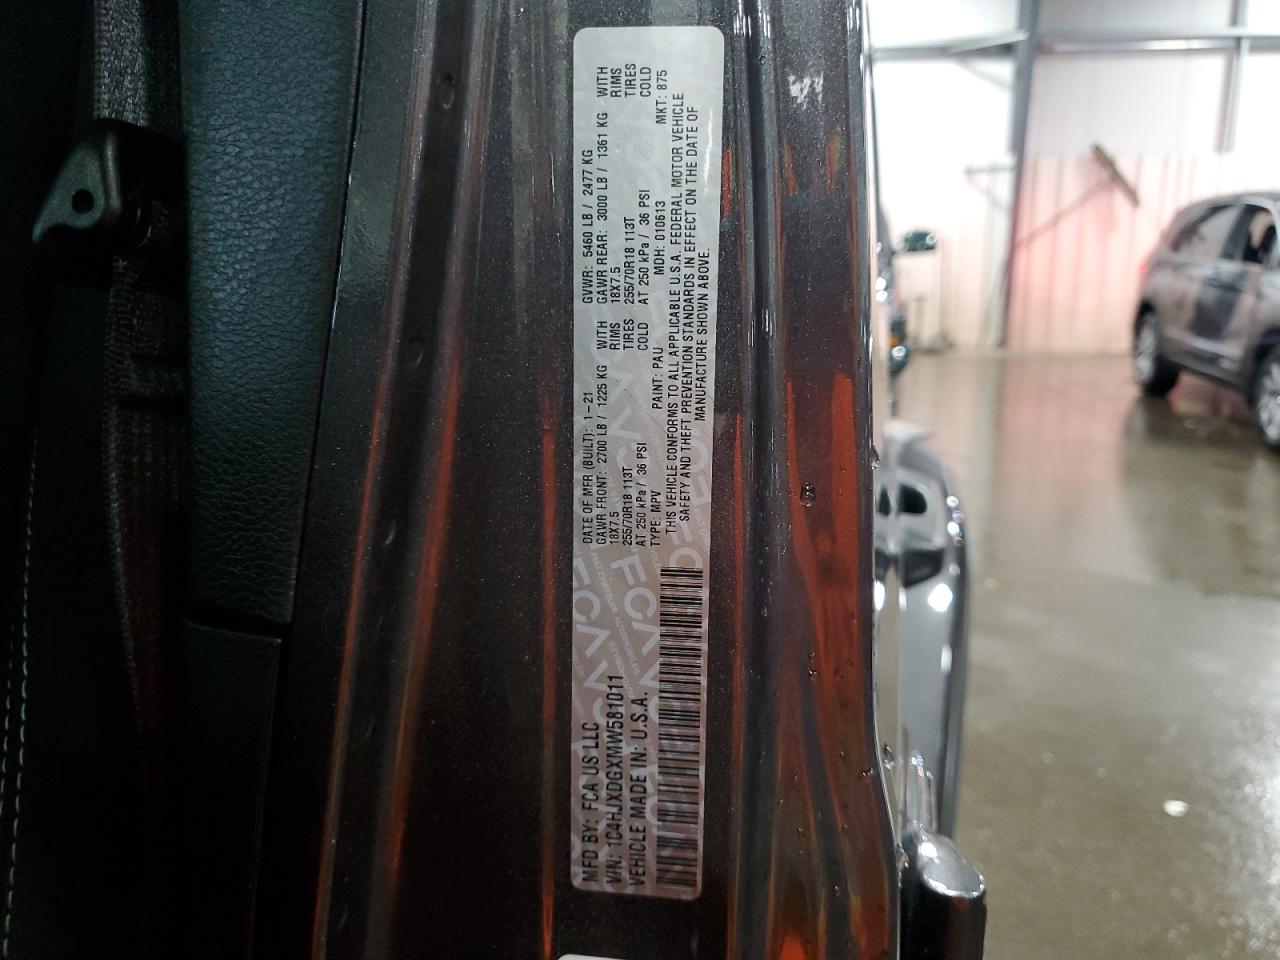 MFD BY: FCA US LLC
VIN: 1C4HJXDGXMW581011
VEHICLE MADE IN: U.S.A.
DATE OF MFR (BUILT): 1-21 GVWR: 5460 LB / 2477 KG
GAWR FRONT: 2700 LB / 1225 KG WITH GAWR REAR: 3000 LB / 1361 KG WITH
18X7.5 RIMS 18X7.5 RIMS
255/70R18 113T TIRES 255/70R18 113T TIRES
AT 250 kPa / 36 PSI COLD AT 250 kPa / 36 PSI COLD
TYPE: MPV PAINT: PAU MDH: 010613 MKT: 875
THIS VEHICLE CONFORMS TO ALL APPLICABLE U.S.A. FEDERAL MOTOR VEHICLE
SAFETY AND THEFT PREVENTION STANDARDS IN EFFECT ON THE DATE OF
MANUFACTURE SHOWN ABOVE.